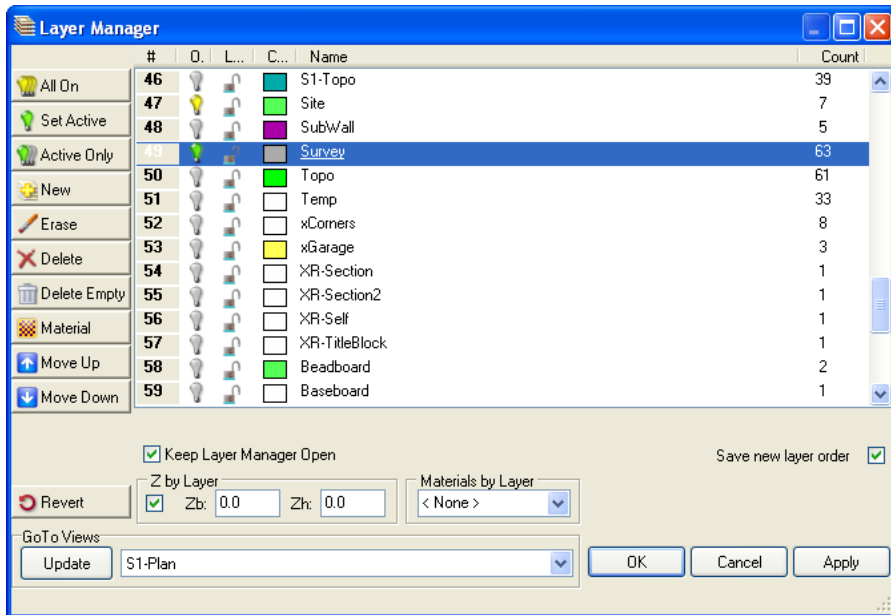 Layer Manager
# O. L... C... Name Count
All On
Set Active
Active Only
New
Erase
Delete
Delete Empty
Material
Move Up
Move Down
46 S1-Topo 39
47 Site 7
48 SubWall 5
49 Survey 63
50 Topo 61
51 Temp 33
52 xCorners 8
53 xGarage 3
54 XR-Section 1
55 XR-Section2 1
56 XR-Self 1
57 XR-TitleBlock 1
58 Beadboard 2
59 Baseboard 1
Keep Layer Manager Open Save new layer order
Z by Layer Materials by Layer
Revert Zb: 0.0 Zh: 0.0 < None >
GoTo Views
Update S1-Plan OK Cancel Apply